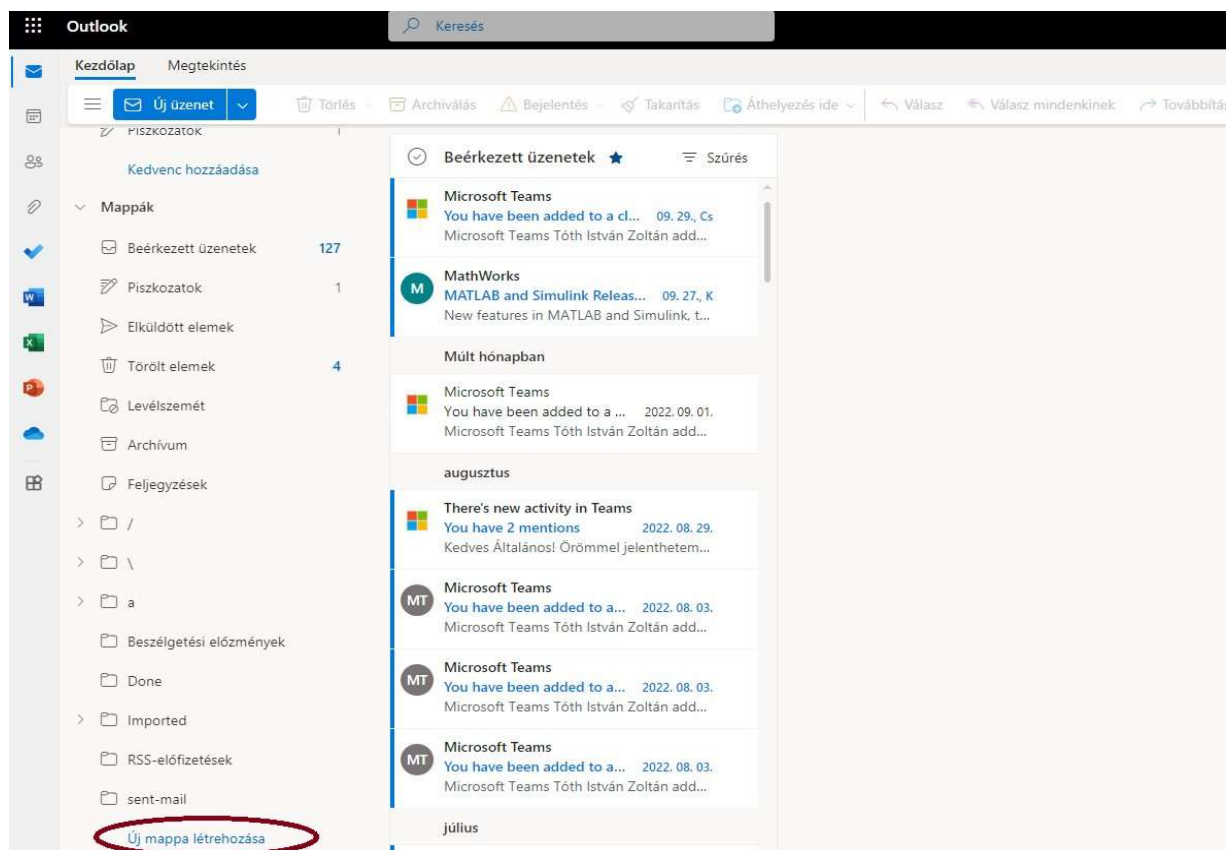 Outlook
Keresés
Kezdőlap Megtekintés
Új üzenet Törlés Archiválás Bejelentés Takarítás Áthelyezés ide Válasz Válasz mindenkinek Továbbítás
Piszkozatok 1
Kedvenc hozzáadása
Mappák
Beérkezett üzenetek 127
Piszkozatok 1
Elküldött elemek
Törölt elemek 4
Levélszemét
Archívum
Feljegyzések
/
\
a
Beszélgetési előzmények
Done
Imported
RSS-előfizetések
sent-mail
Új mappa létrehozása
Beérkezett üzenetek Szűrés
Microsoft Teams
You have been added to a cl... 09. 29., Cs
Microsoft Teams Tóth István Zoltán add...
M
MathWorks
MATLAB and Simulink Releas... 09. 27., K
New features in MATLAB and Simulink, t...
Múlt hónapban
Microsoft Teams
You have been added to a ... 2022. 09. 01.
Microsoft Teams Tóth István Zoltán add...
augusztus
There's new activity in Teams
You have 2 mentions 2022. 08. 29.
Kedves Általános! Örömmel jelenthetem...
MT
Microsoft Teams
You have been added to a... 2022. 08. 03.
Microsoft Teams Tóth István Zoltán add...
MT
Microsoft Teams
You have been added to a... 2022. 08. 03.
Microsoft Teams Tóth István Zoltán add...
MT
Microsoft Teams
You have been added to a... 2022. 08. 03.
Microsoft Teams Tóth István Zoltán add...
július